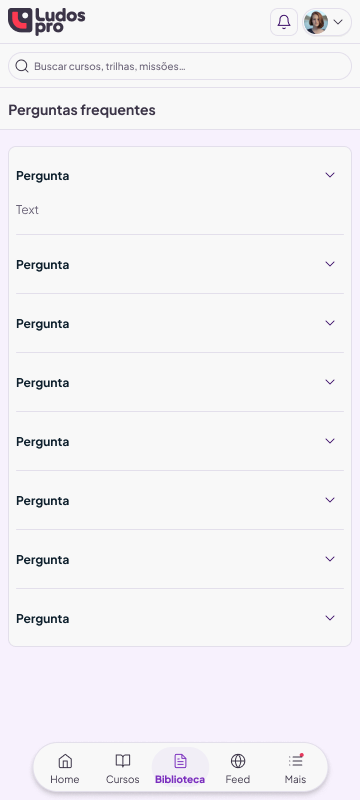 Ludos
pro
Buscar cursos, trilhas, missões...
Perguntas frequentes
Pergunta
Text
Pergunta
Pergunta
Pergunta
Pergunta
Pergunta
Pergunta
Pergunta
Home
Cursos
Biblioteca
Feed
Mais